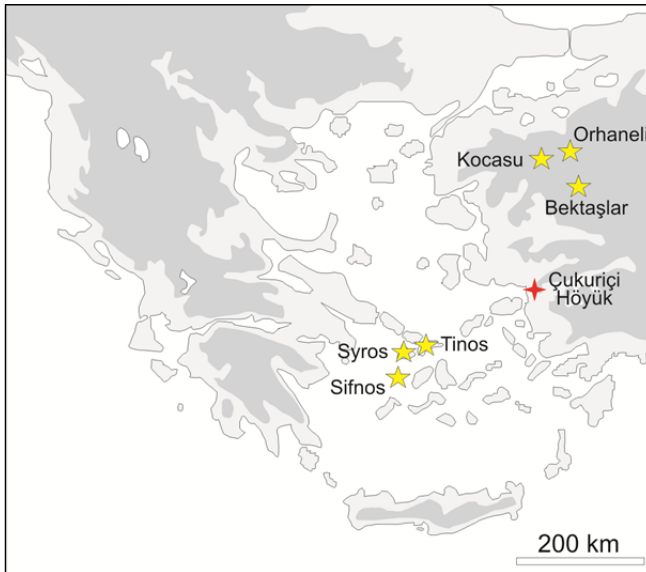 Orhaneli
Kocasu
Bektaşlar
Çukuriçi
Höyük
Tinos
Syros
Sifnos
200 km